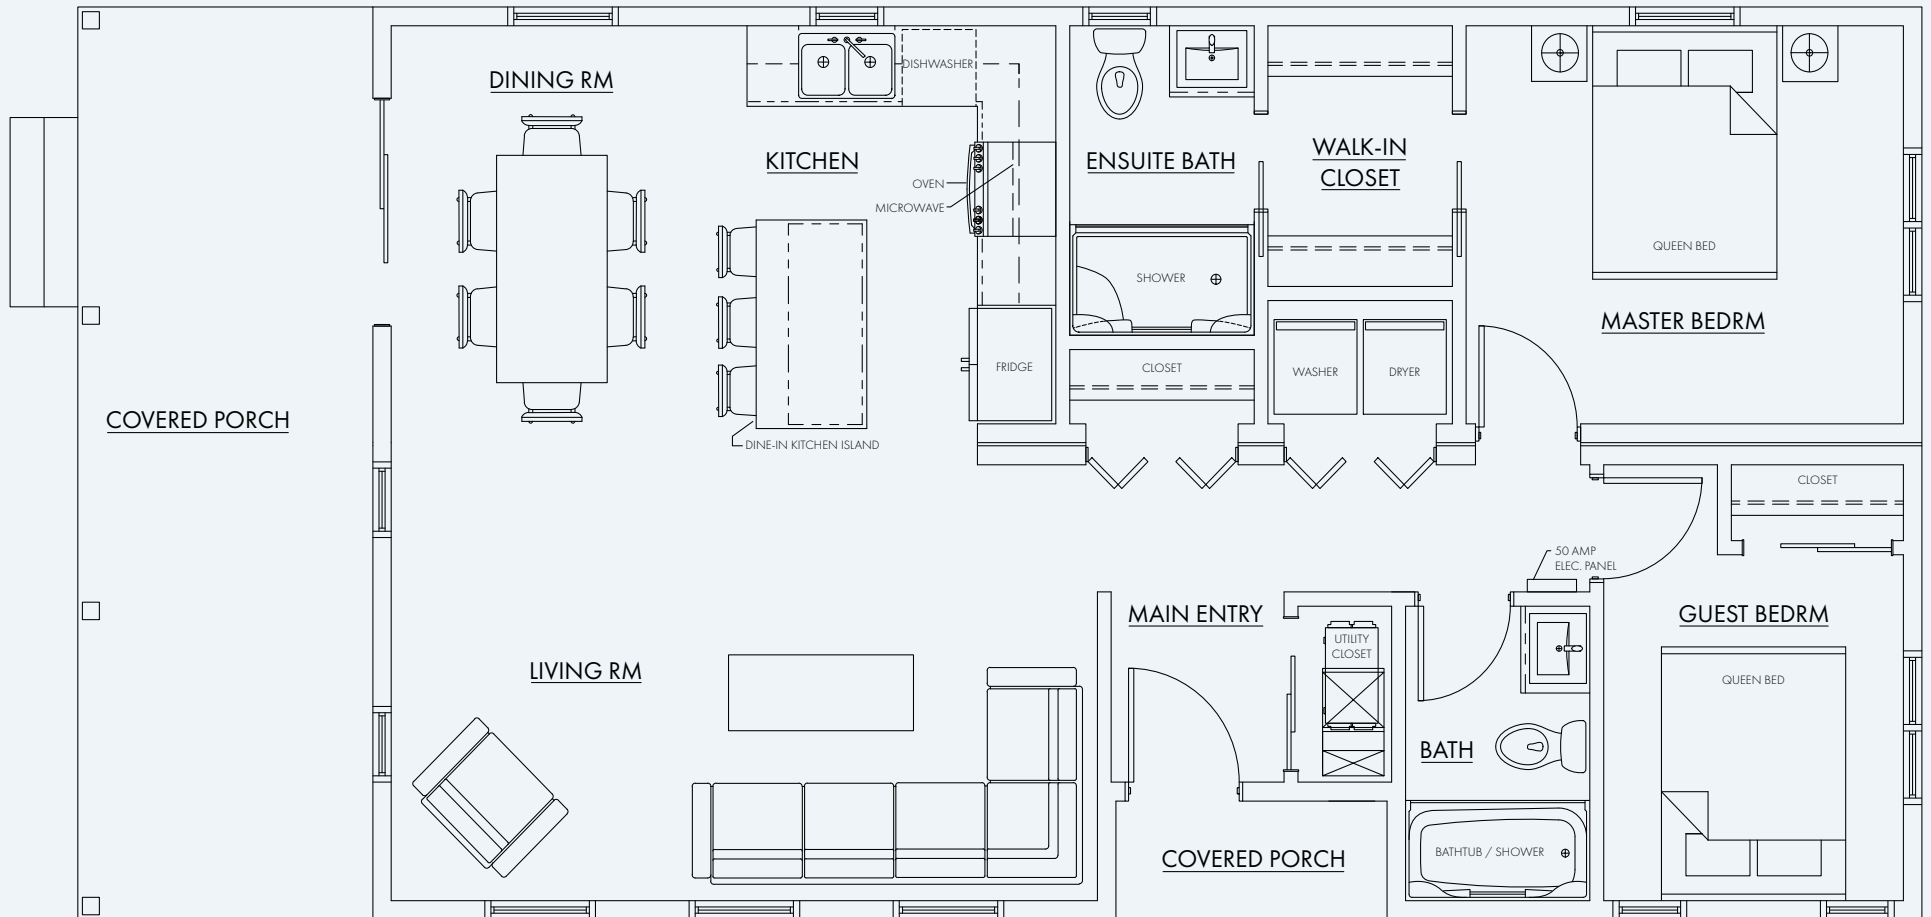 DINING RM
DISHWASHER
KITCHEN
OVEN
MICROWAVE
ENSUITE BATH
WALK-IN
CLOSET
QUEEN BED
SHOWER
MASTER BEDRM
FRIDGE
CLOSET
WASHER
DRYER
COVERED PORCH
DINE-IN KITCHEN ISLAND
CLOSET
50 AMP
ELEC. PANEL
MAIN ENTRY
UTILITY
CLOSET
GUEST BEDRM
LIVING RM
QUEEN BED
BATH
COVERED PORCH
BATHTUB / SHOWER